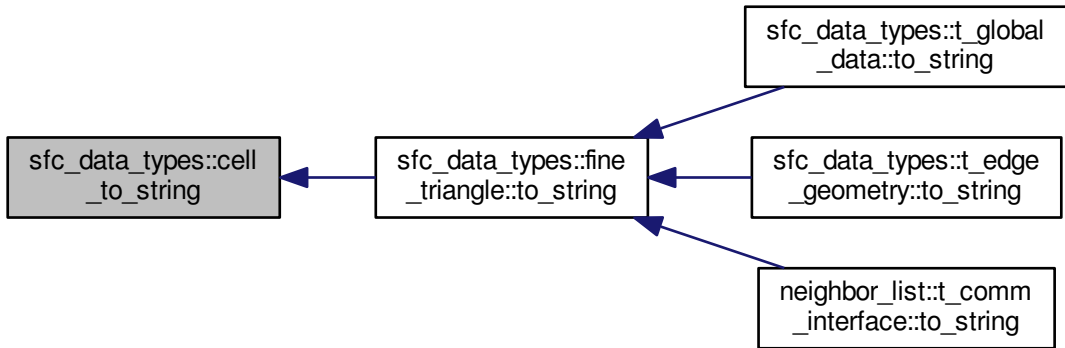 sfc_data_types::cell
_to_string
sfc_data_types::fine
_triangle::to_string
sfc_data_types::t_global
_data::to_string
sfc_data_types::t_edge
_geometry::to_string
neighbor_list::t_comm
_interface::to_string